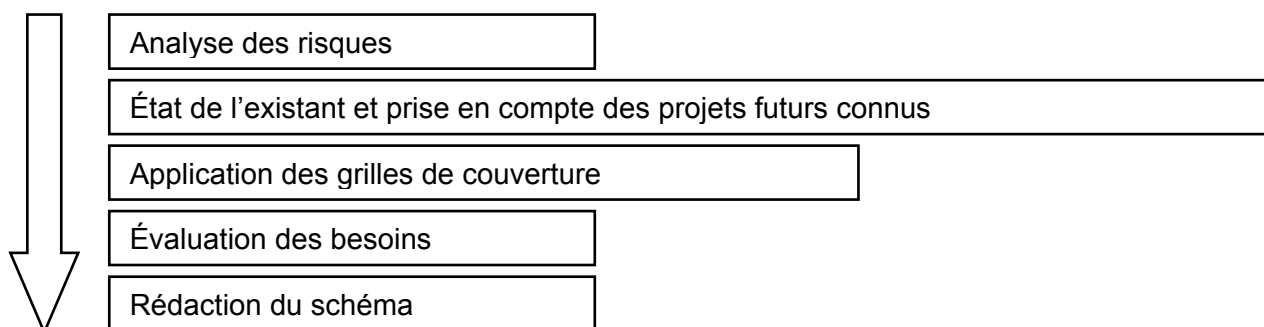 Analyse des risques
État de l’existant et prise en compte des projets futurs connus
Application des grilles de couverture
Évaluation des besoins
Rédaction du schéma